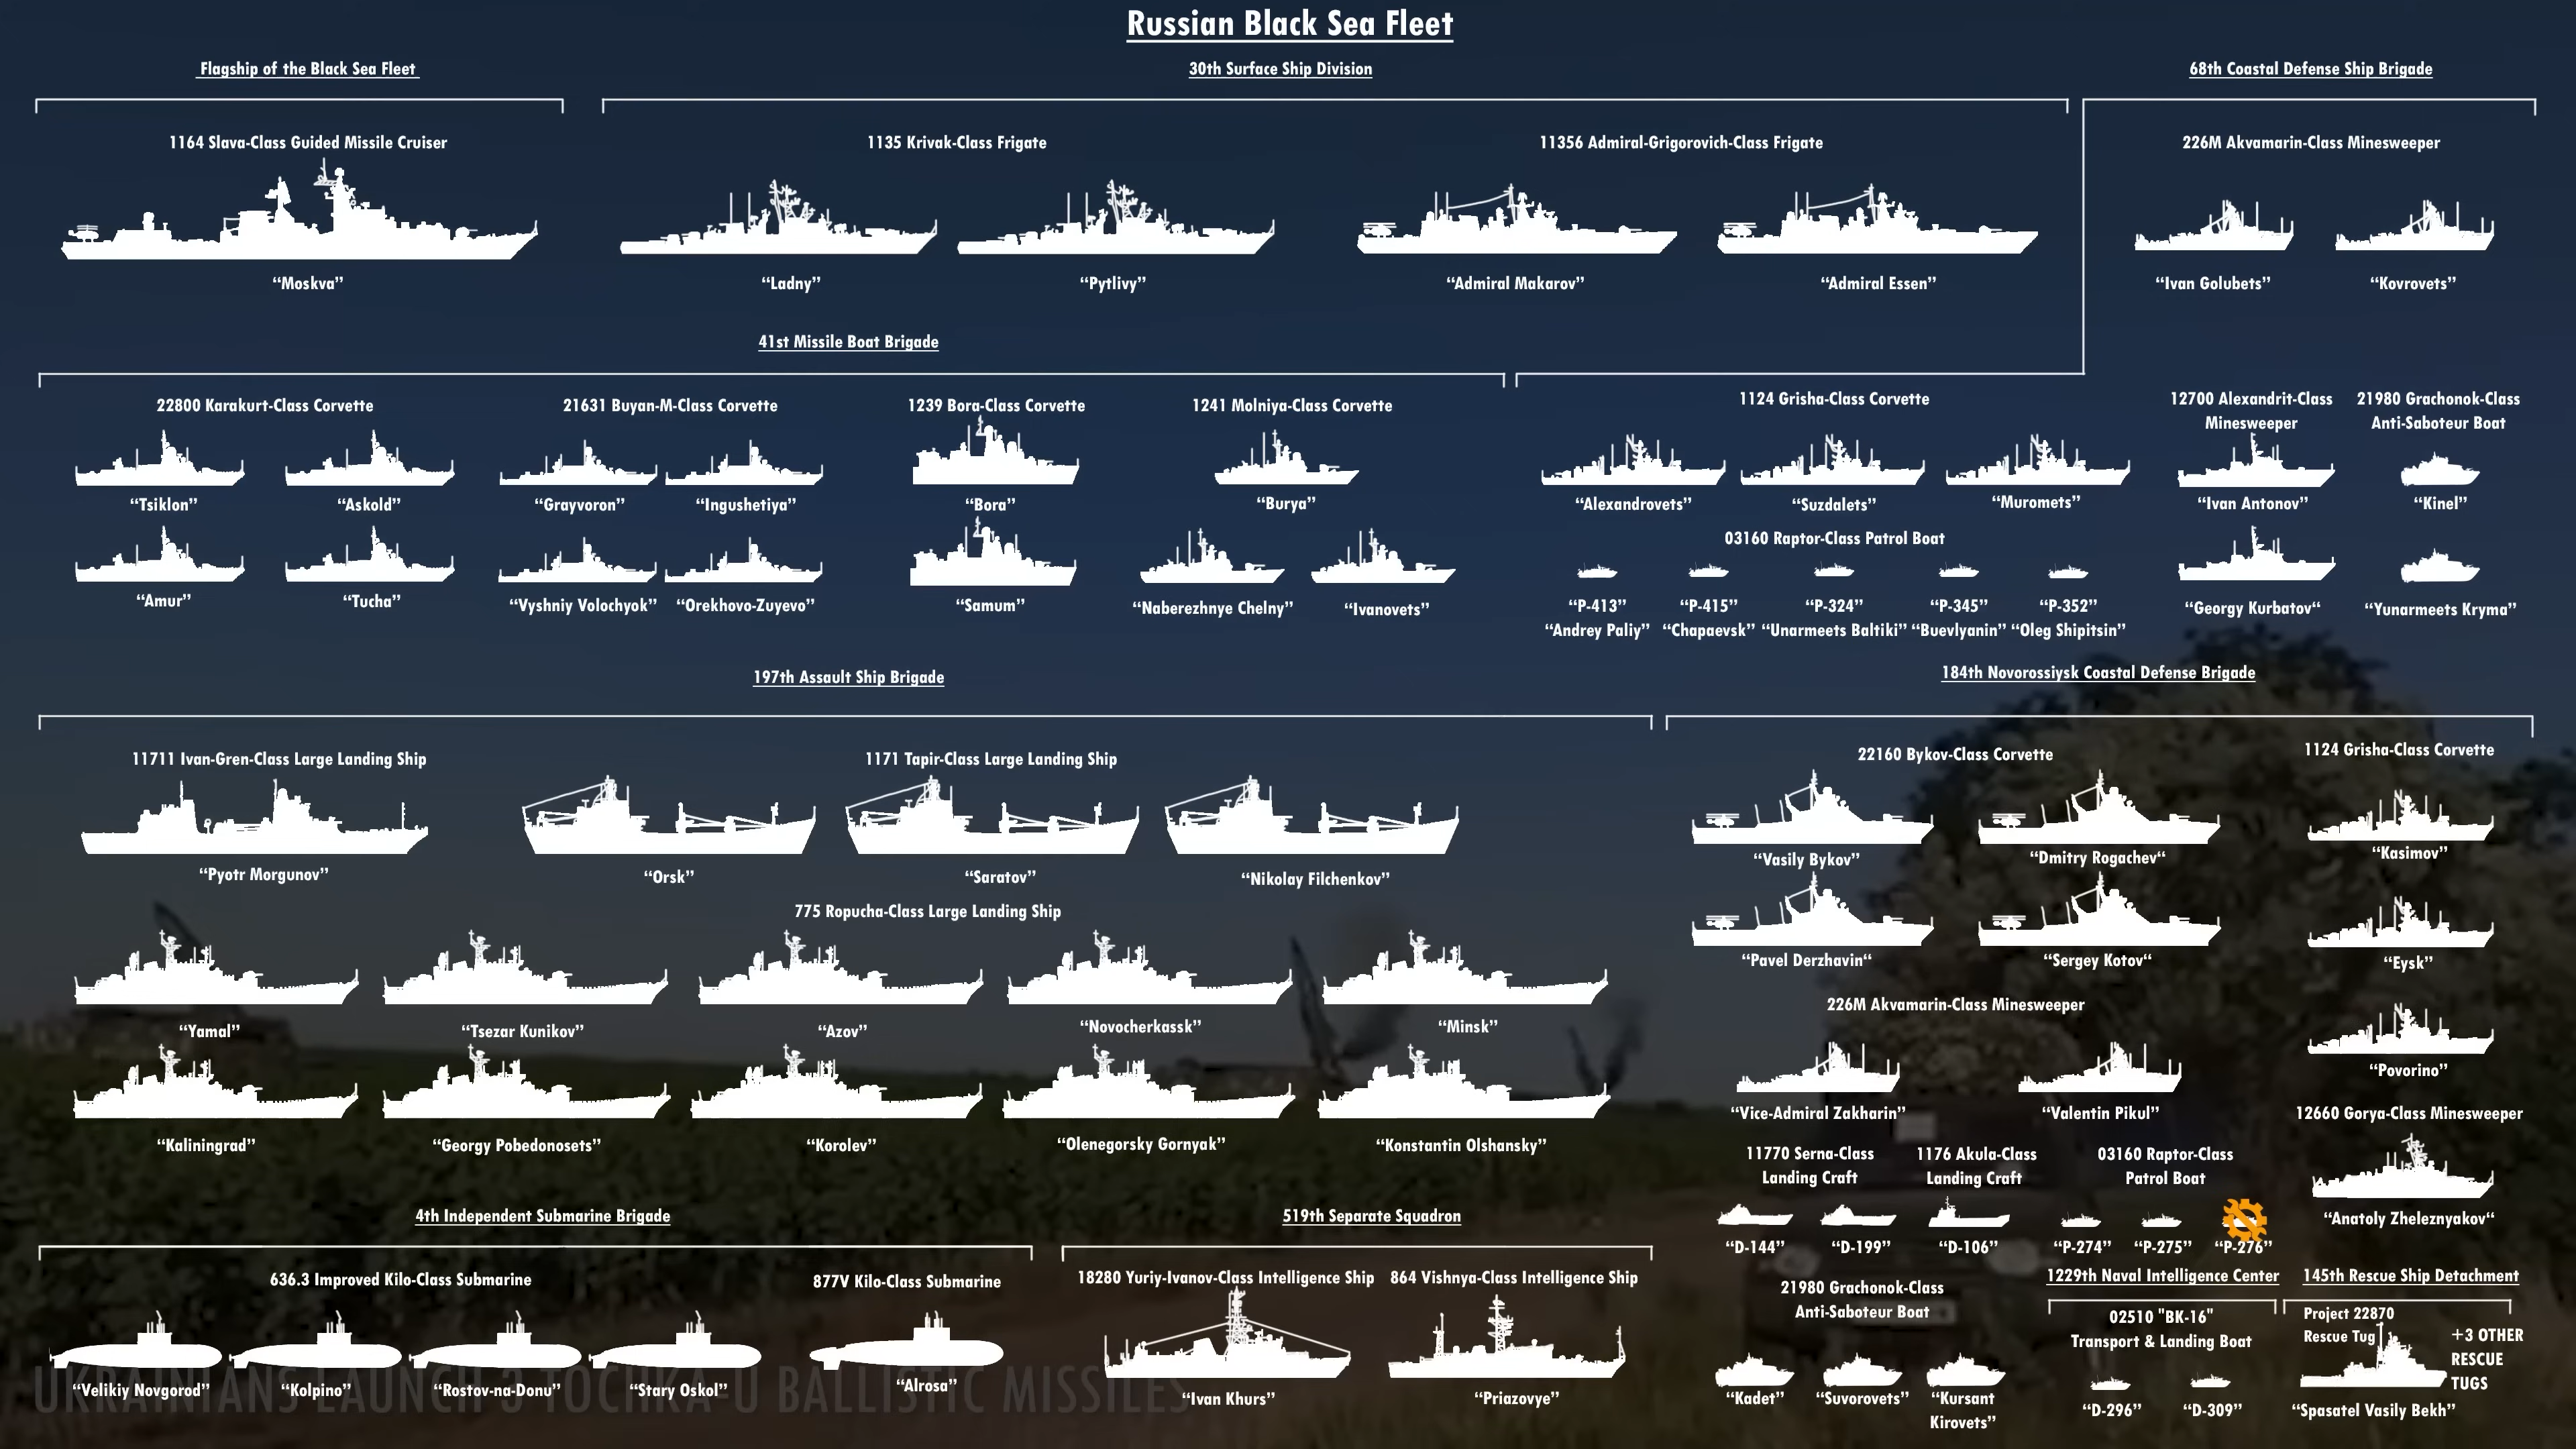 Russian Black Sea Fleet
Flagship of the Black Sea Fleet
1164 Slava-Class Guided Missile Cruiser
“Moskva”
30th Surface Ship Division
1135 Krivak-Class Frigate
“Ladny”
“Pytlivy”
11356 Admiral-Grigorovich-Class Frigate
“Admiral Makarov”
“Admiral Essen”
68th Coastal Defense Ship Brigade
226M Akvamarin-Class Minesweeper
“Ivan Golubets”
“Kovrovets”
1124 Grisha-Class Corvette
“Alexandrovets”
“Suzdalets”
“Muromets”
03160 Raptor-Class Patrol Boat
“P-413”
“Andrey Paliy”
“P-415”
“Chapaevsk”
“P-324”
“Unarmeets Baltiki”
“P-345”
“Buevlyanin”
“P-352”
“Oleg Shipitsin”
12700 Alexandrit-Class
Minesweeper
“Ivan Antonov”
“Georgy Kurbatov“
21980 Grachonok-Class
Anti-Saboteur Boat
“Kinel”
“Yunarmeets Kryma”
41st Missile Boat Brigade
22800 Karakurt-Class Corvette
“Tsiklon”
“Askold”
“Amur”
“Tucha”
21631 Buyan-M-Class Corvette
“Grayvoron”
“Ingushetiya”
“Vyshniy Volochyok”
“Orekhovo-Zuyevo”
1239 Bora-Class Corvette
“Bora”
“Samum”
1241 Molniya-Class Corvette
“Burya”
“Naberezhnye Chelny”
“Ivanovets”
197th Assault Ship Brigade
11711 Ivan-Gren-Class Large Landing Ship
“Pyotr Morgunov”
1171 Tapir-Class Large Landing Ship
“Orsk”
“Saratov”
“Nikolay Filchenkov”
775 Ropucha-Class Large Landing Ship
“Yamal”
“Tsezar Kunikov”
“Azov”
“Novocherkassk”
“Minsk”
“Kaliningrad”
“Georgy Pobedonosets”
“Korolev”
“Olenegorsky Gornyak”
“Konstantin Olshansky”
184th Novorossiysk Coastal Defense Brigade
22160 Bykov-Class Corvette
“Vasily Bykov”
“Dmitry Rogachev“
“Pavel Derzhavin“
“Sergey Kotov“
1124 Grisha-Class Corvette
“Kasimov”
“Eysk”
“Povorino”
226M Akvamarin-Class Minesweeper
“Vice-Admiral Zakharin”
“Valentin Pikul”
12660 Gorya-Class Minesweeper
“Anatoly Zheleznyakov“
11770 Serna-Class
Landing Craft
“D-144”
“D-199”
1176 Akula-Class
Landing Craft
“D-106”
03160 Raptor-Class
Patrol Boat
“P-274”
“P-275”
“P-276”
21980 Grachonok-Class
Anti-Saboteur Boat
“Kadet”
“Suvorovets”
“Kursant
Kirovets”
4th Independent Submarine Brigade
636.3 Improved Kilo-Class Submarine
“Velikiy Novgorod”
“Kolpino”
“Rostov-na-Donu”
“Stary Oskol”
877V Kilo-Class Submarine
“Alrosa”
519th Separate Squadron
18280 Yuriy-Ivanov-Class Intelligence Ship
“Ivan Khurs”
864 Vishnya-Class Intelligence Ship
“Priazovye”
1229th Naval Intelligence Center
02510 "BK-16"
Transport & Landing Boat
“D-296”
“D-309”
145th Rescue Ship Detachment
Project 22870
Rescue Tug
“Spasatel Vasily Bekh”
+3 OTHER
RESCUE
TUGS
UKRAINIANS LAUNCH 3 TOCHKA-U BALLISTIC MISSILES